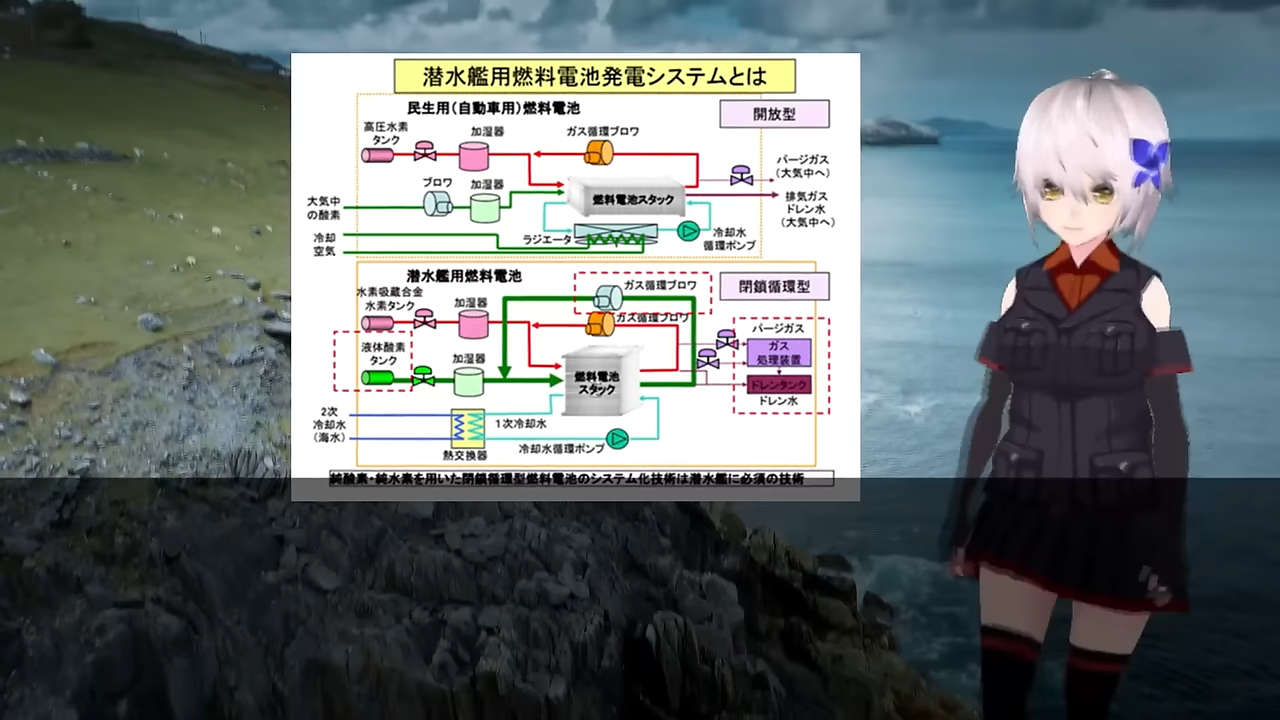 潜水艦用燃料電池発電システムとは
民生用(自動車用)燃料電池
開放型
高圧水素
タンク
加湿器
ガス循環ブロワ
パージガス
(大気中へ)
ブロワ
加湿器
燃料電池スタック
排気ガス
ドレン水
(大気中へ)
大気中
の酸素
冷却
空気
ラジエータ
冷却水
循環ポンプ
潜水艦用燃料電池
閉鎖循環型
ガス循環ブロワ
水素吸蔵合金
水素タンク
加湿器
ガス循環ブロワ
パージガス
ガス
処理装置
液体酸素
タンク
加湿器
燃料電池
スタック
ドレンタンク
ドレン水
2次
冷却水
(海水)
1次冷却水
熱交換器
冷却水循環ポンプ
純酸素・純水素を用いた閉鎖循環型燃料電池のシステム化技術は潜水艦に必須の技術